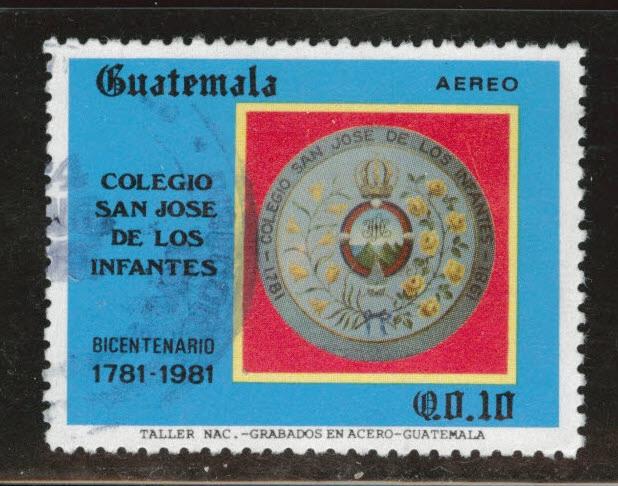 Guatemala
AEREO
COLEGIO
SAN JOSE
DE LOS
INFANTES
BICENTENARIO
1781-1981
1781 - COLEGIO SAN JOSE DE LOS INFANTES - 1981
Q.0.10
TALLER NAC.-GRABADOS EN ACERO-GUATEMALA